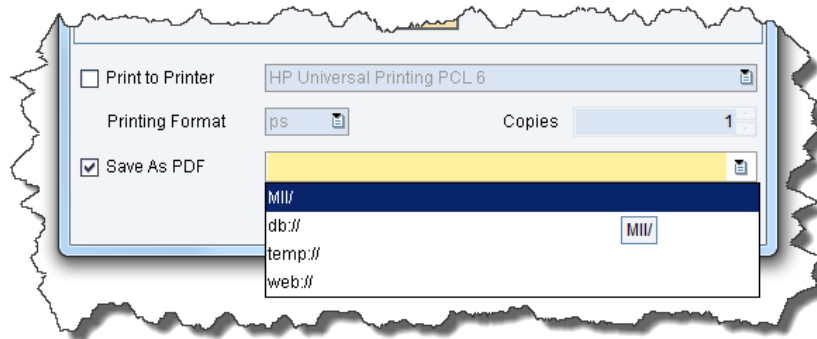 Print to Printer HP Universal Printing PCL 6
Printing Format ps Copies 1
Save As PDF
MII/
db://
MII/
temp://
web://